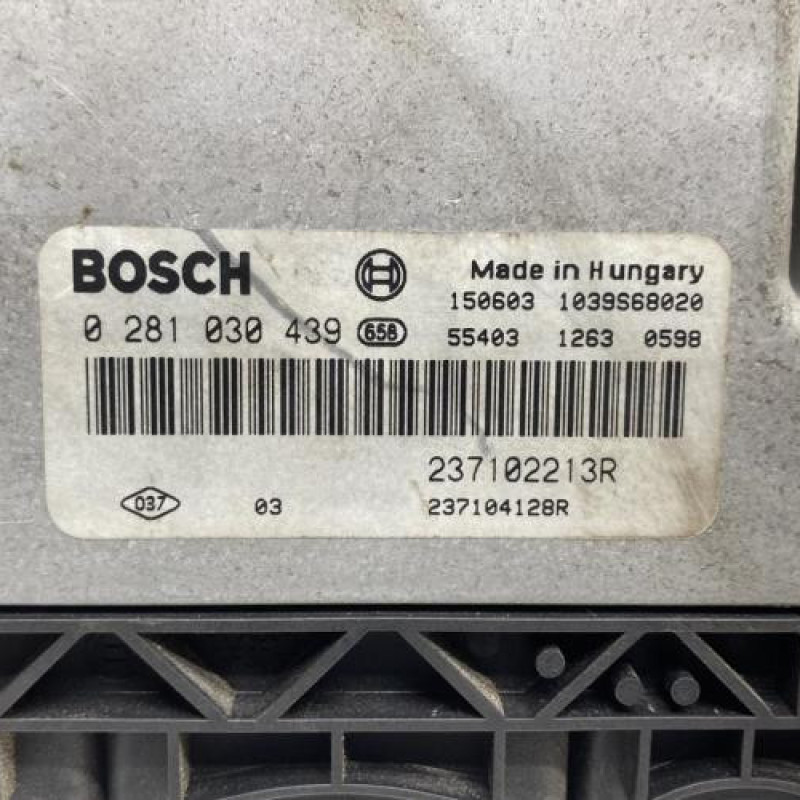 BOSCH
Made in Hungary
150603 1039S68020
0 281 030 439 658
55403 1263 0598
237102213R
037 03 237104128R